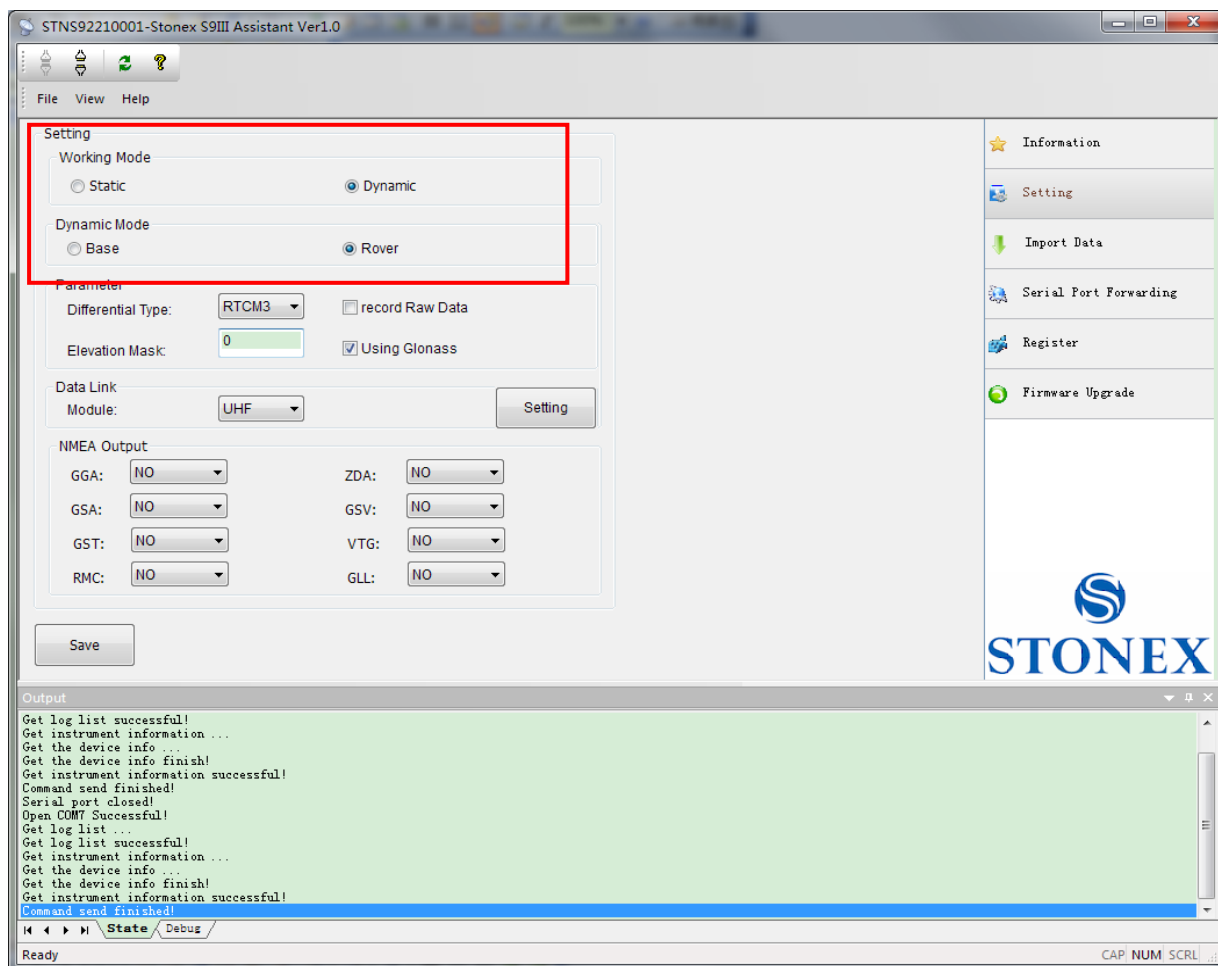 STNS92210001-Stonex S9III Assistant Ver1.0
File View Help
Setting
Working Mode
Static Dynamic
Dynamic Mode
Base Rover
Parameter
Differential Type: RTCM3 record Raw Data
Elevation Mask: 0 Using Glonass
Data Link
Module: UHF Setting
NMEA Output
GGA: NO ZDA: NO
GSA: NO GSV: NO
GST: NO VTG: NO
RMC: NO GLL: NO
Save
Information
Setting
Import Data
Serial Port Forwarding
Register
Firmware Upgrade
STONEX
Output
Get log list successful!
Get instrument information ...
Get the device info ...
Get the device info finish!
Get instrument information successful!
Command send finished!
Serial port closed!
Open COM7 Successful!
Get log list ...
Get log list successful!
Get instrument information ...
Get the device info ...
Get the device info finish!
Get instrument information successful!
Command send finished!
State Debug
Ready CAP NUM SCRL